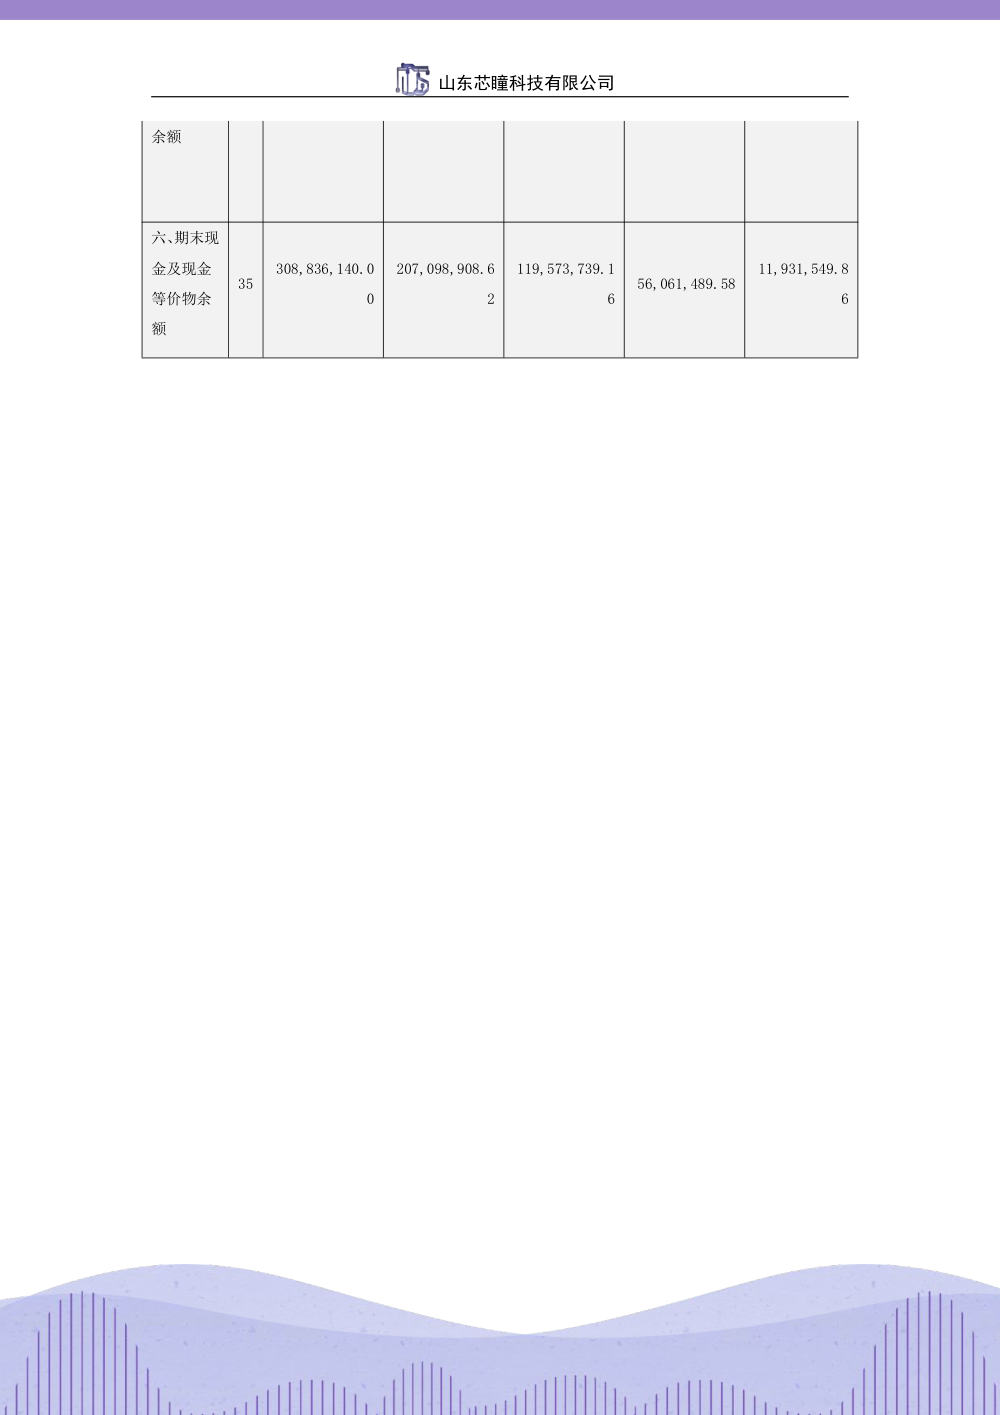 山东芯瞳科技有限公司
余额
六、期末现
金及现金
等价物余
额
35
308,836,140.0
0
207,098,908.6
2
119,573,739.1
6
56,061,489.58
11,931,549.8
6